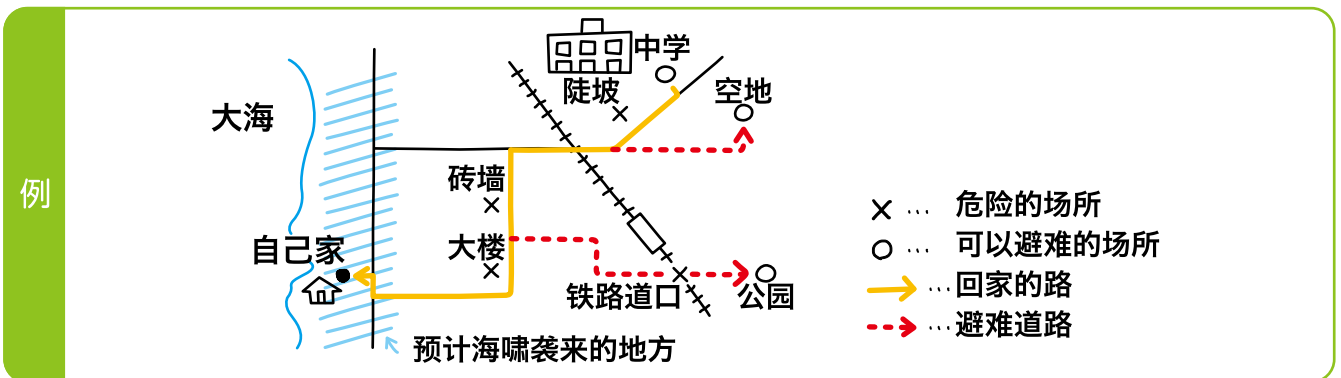 例
中学
陡坡
空地
大海
砖墙
自己家
大楼
铁路道口
公园
预计海啸袭来的地方
× … 危险的场所
○ … 可以避难的场所
… 回家的路
… 避难道路